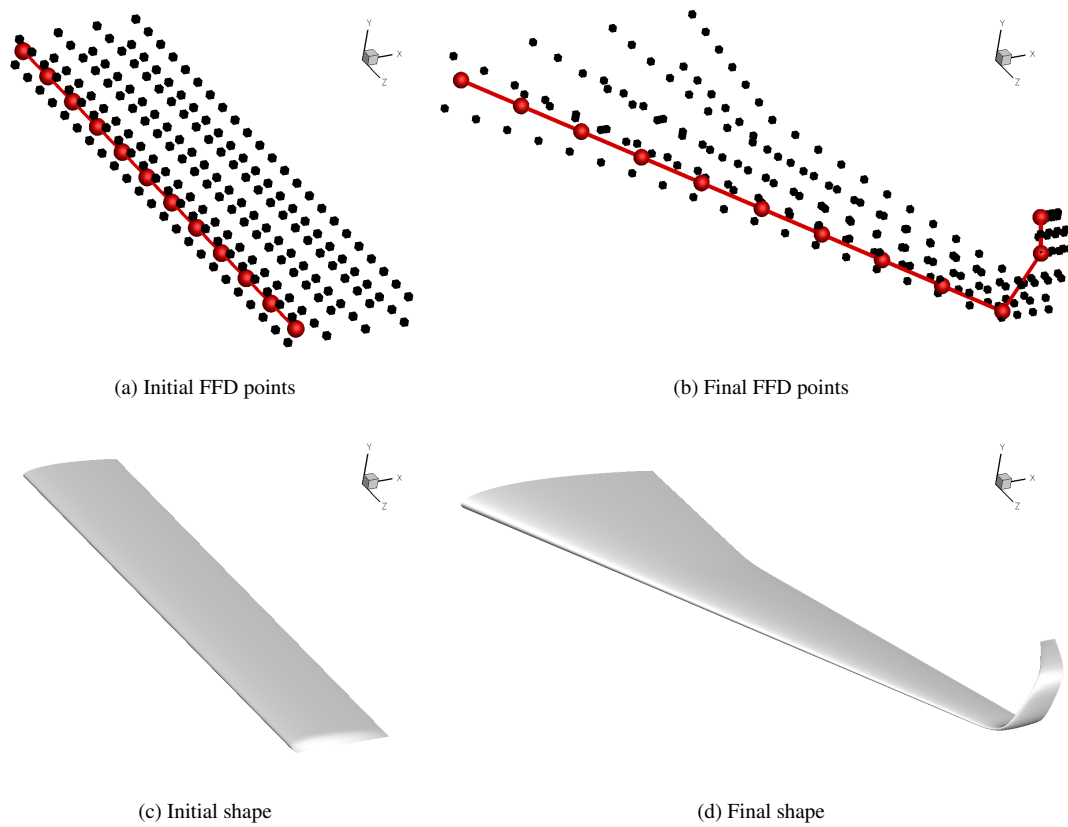 Y
X
Z
Y
X
Z
(a) Initial FFD points
(b) Final FFD points
Y
X
Z
Y
X
Z
(c) Initial shape
(d) Final shape